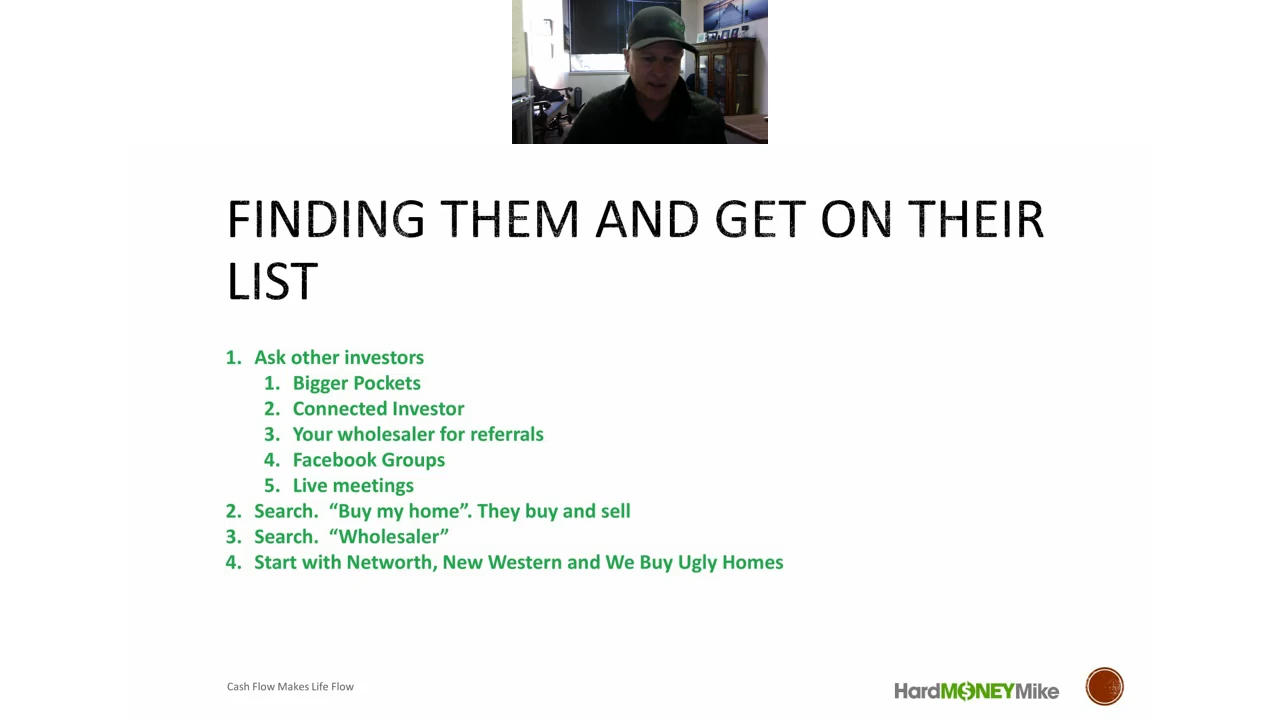 FINDING THEM AND GET ON THEIR
LIST
1. Ask other investors
1. Bigger Pockets
2. Connected Investor
3. Your wholesaler for referrals
4. Facebook Groups
5. Live meetings
2. Search. “Buy my home”. They buy and sell
3. Search. “Wholesaler”
4. Start with Networth, New Western and We Buy Ugly Homes
Cash Flow Makes Life Flow
HardMONEYMike